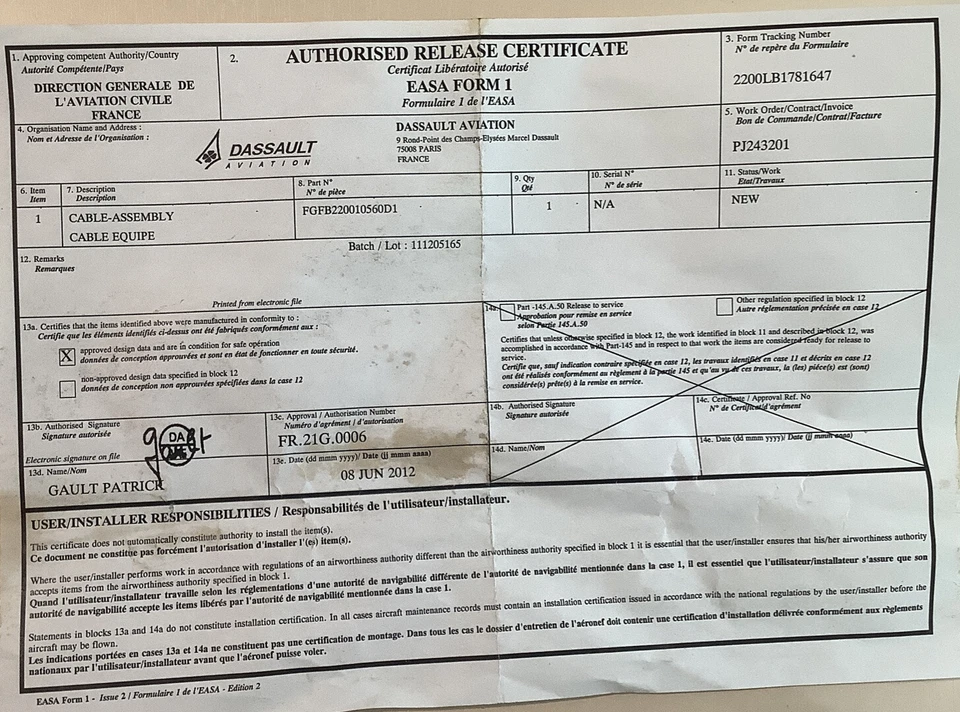 1. Approving competent Authority/Country
Autorité Compétente/Pays
DIRECTION GENERALE DE
L'AVIATION CIVILE
FRANCE
2.
AUTHORISED RELEASE CERTIFICATE
Certificat Libératoire Autorisé
EASA FORM 1
Formulaire 1 de l'EASA
3. Form Tracking Number
N° de repère du Formulaire
2200LB1781647
4. Organisation Name and Address :
Nom et Adresse de l'Organisation :
DASSAULT
AVIATION
DASSAULT AVIATION
9 Rond-Point des Champs-Elysées Marcel Dassault
75008 PARIS
FRANCE
5. Work Order/Contract/Invoice
Bon de Commande/Contrat/Facture
PJ243201
6. Item
Item
1
7. Description
Description
CABLE-ASSEMBLY
CABLE EQUIPE
8. Part N°
N° de pièce
FGFB220010560D1
9. Qty
Qté
1
10. Serial N°
N° de série
N/A
11. Status/Work
Etat/Travaux
NEW
12. Remarks
Remarques
Batch / Lot : 111205165
Printed from electronic file
13a. Certifies that the items identified above were manufactured in conformity to :
Certifie que les éléments identifiés ci-dessus ont été fabriqués conformément aux :
X
approved design data and are in condition for safe operation
données de conception approuvées et sont en état de fonctionner en toute sécurité.
non-approved design data specified in block 12
données de conception non approuvées spécifiées dans la case 12
14a.
Part -145.A.50 Release to service
Approbation pour remise en service
selon Partie 145.A.50
Other regulation specified in block 12
Autre réglementation précisée en case 12
Certifies that unless otherwise specified in block 12, the work identified in block 11 and described in block 12, was
accomplished in accordance with Part-145 and in respect to that work the items are considered ready for release to
service.
Certifie que, sauf indication contraire spécifiée en case 12, les travaux identifiés en case 11 et décrits en case 12
ont été réalisés conformément au règlement à la partie 145 et qu'au vu de ces travaux, la (les) pièce(s) est (sont)
considérée(s) prête(s) à la remise en service.
13b. Authorised Signature
Signature autorisée
Electronic signature on file
DA
13c. Approval / Authorisation Number
Numéro d'agrément / d'autorisation
FR.21G.0006
13d. Name/Nom
GAULT PATRICK
13e. Date (dd mmm yyyy)/ Date (jj mmm aaaa)
08 JUN 2012
14b. Authorised Signature
Signature autorisée
14c. Certificate / Approval Ref. No
N° de Certificat/d'agrément
14d. Name/Nom
14e. Date (dd mmm yyyy)/ Date (jj mmm aaaa)
USER/INSTALLER RESPONSIBILITIES / Responsabilités de l'utilisateur/installateur.
This certificate does not automatically constitute authority to install the item(s).
Ce document ne constitue pas forcément l'autorisation d'installer l'(es) item(s).
Where the user/installer performs work in accordance with regulations of an airworthiness authority different than the airworthiness authority specified in block 1 it is essential that the user/installer ensures that his/her airworthiness authority
accepts items from the airworthiness authority specified in block 1.
Quand l'utilisateur/installateur travaille selon les réglementations d'une autorité de navigabilité différente de l'autorité de navigabilité mentionnée dans la case 1, il est essentiel que l'utilisateur/installateur s'assure que son
autorité de navigabilité accepte les items libérés par l'autorité de navigabilité mentionnée dans la case 1.
Statements in blocks 13a and 14a do not constitute installation certification. In all cases aircraft maintenance records must contain an installation certification issued in accordance with the national regulations by the user/installer before the
aircraft may be flown.
Les indications portées en cases 13a et 14a ne constituent pas une certification de montage. Dans tous les cas le dossier d'entretien de l'aéronef doit contenir une certification d'installation délivrée conformément aux règlements
nationaux par l'utilisateur/installateur avant que l'aéronef puisse voler.
EASA Form 1 - Issue 2 / Formulaire 1 de l'EASA - Edition 2